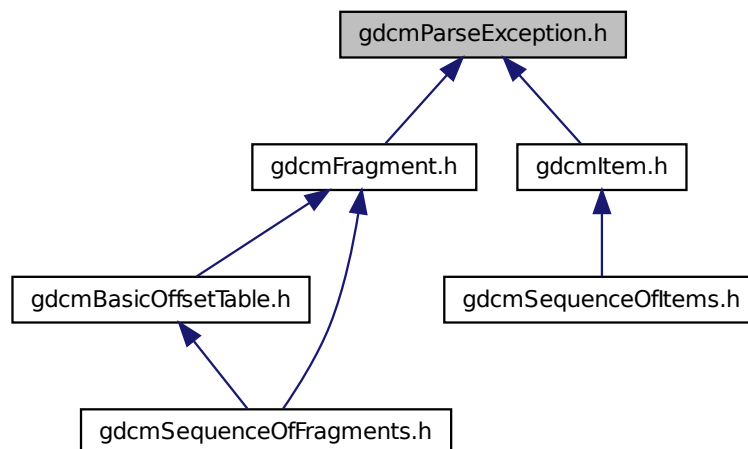 gdcmParseException.h
gdcmFragment.h
gdcmItem.h
gdcmBasicOffsetTable.h
gdcmSequenceOfItems.h
gdcmSequenceOfFragments.h